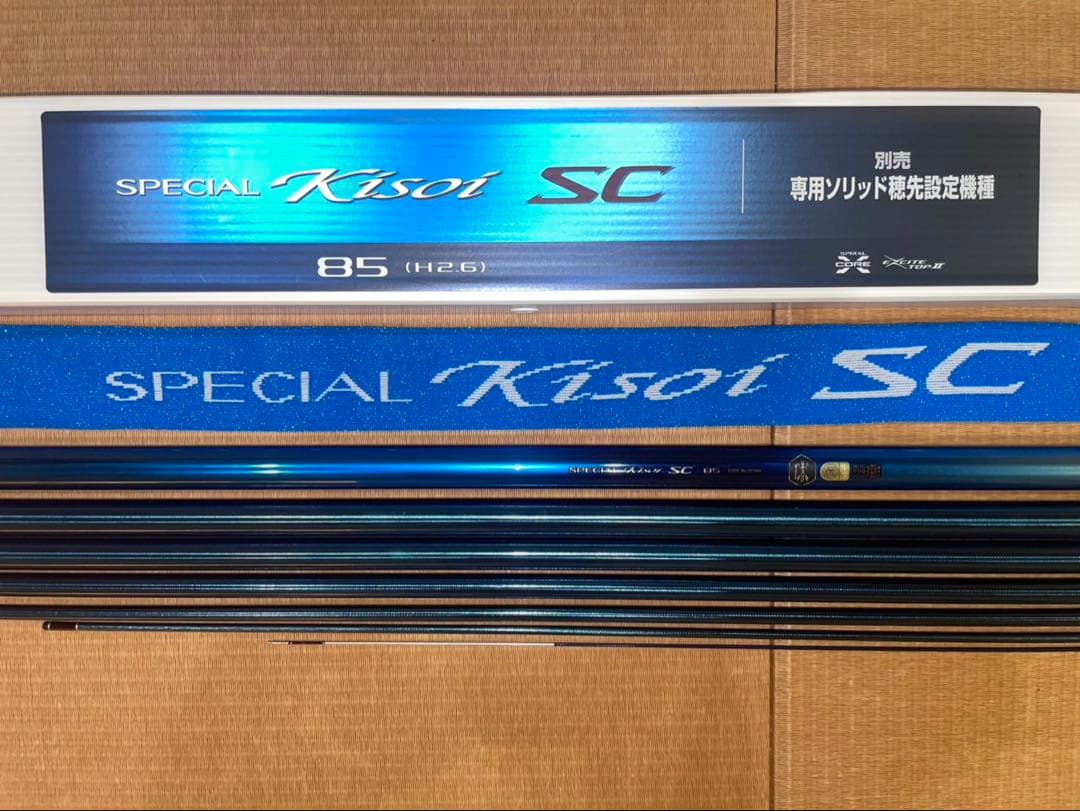 SPECIAL Kisoi SC
別売
専用ソリッド穂先設定機種
85 (H2.6)
SPECIAL X CORE
EXCITE TOP II
SPECIAL Kisoi SC
SPECIAL Kisoi SC 85